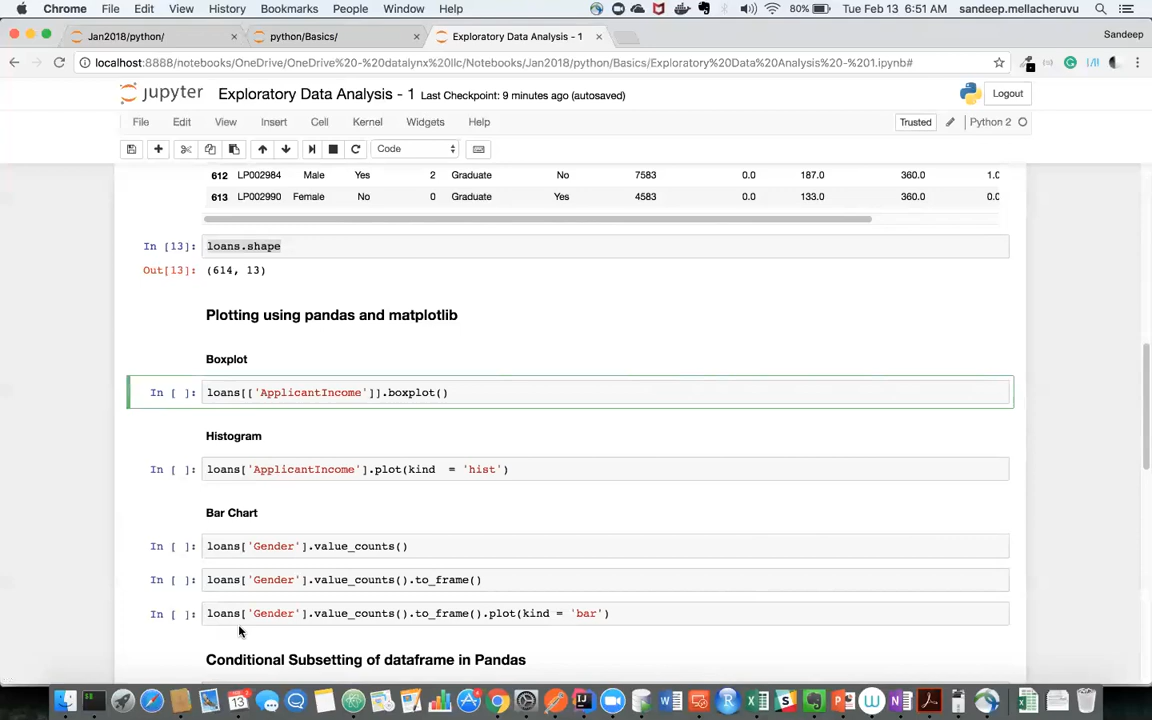 Chrome File Edit View History Bookmarks People Window Help 80% Tue Feb 13 6:51 AM sandeep.mellacheruvu
Jan2018/python/ python/Basics/ Exploratory Data Analysis - 1 Sandeep
localhost:8888/notebooks/OneDrive/OneDrive%20-%20datalynx%20llc/Notebooks/Jan2018/python/Basics/Exploratory%20Data%20Analysis%20-%201.ipynb#
jupyter Exploratory Data Analysis - 1 Last Checkpoint: 9 minutes ago (autosaved) Logout
File Edit View Insert Cell Kernel Widgets Help Trusted Python 2
Code
612 LP002984 Male Yes 2 Graduate No 7583 0.0 187.0 360.0 1.0
613 LP002990 Female No 0 Graduate Yes 4583 0.0 133.0 360.0 0.0
In [13]: loans.shape
Out[13]: (614, 13)
Plotting using pandas and matplotlib
Boxplot
In [ ]: loans[['ApplicantIncome']].boxplot()
Histogram
In [ ]: loans['ApplicantIncome'].plot(kind  = 'hist')
Bar Chart
In [ ]: loans['Gender'].value_counts()
In [ ]: loans['Gender'].value_counts().to_frame()
In [ ]: loans['Gender'].value_counts().to_frame().plot(kind = 'bar')
Conditional Subsetting of dataframe in Pandas